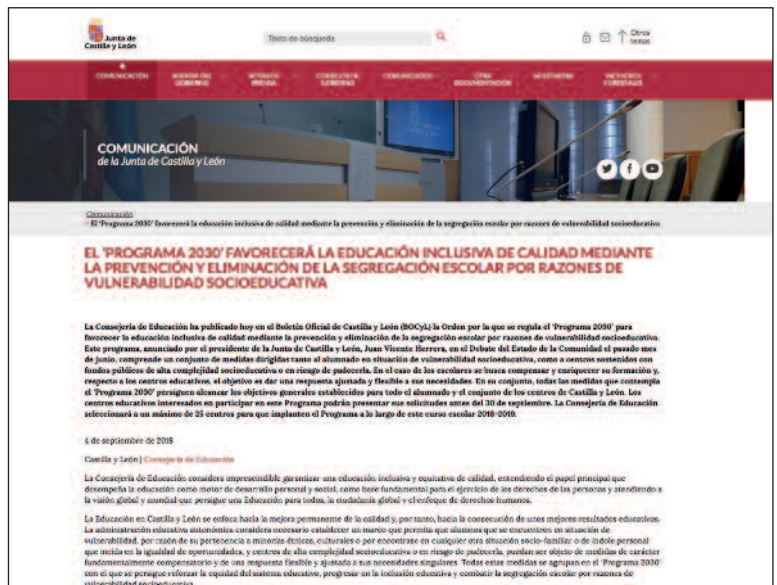 Junta de
Castilla y León
Texto de búsqueda
Otros
temas
COMUNICACIÓN
AGENDA DEL
GOBIERNO
CONSEJO DE
GOBIERNO
COMUNICADOS
OTRA
DOCUMENTACIÓN
MULTIMEDIA
INCENDIOS
FORESTALES
COMUNICACIÓN
de la Junta de Castilla y León
Comunicación
El 'Programa 2030' favorecerá la educación inclusiva de calidad mediante la prevención y eliminación de la segregación escolar por razones de vulnerabilidad socioeducativa
EL 'PROGRAMA 2030' FAVORECERÁ LA EDUCACIÓN INCLUSIVA DE CALIDAD MEDIANTE
LA PREVENCIÓN Y ELIMINACIÓN DE LA SEGREGACIÓN ESCOLAR POR RAZONES DE
VULNERABILIDAD SOCIOEDUCATIVA
La Consejería de Educación ha publicado hoy en el Boletín Oficial de Castilla y León (BOCyL) la Orden por la que se regula el 'Programa 2030' para
favorecer la educación inclusiva de calidad mediante la prevención y eliminación de la segregación escolar por razones de vulnerabilidad socioeducativa.
Este programa, anunciado por el presidente de la Junta de Castilla y León, Juan Vicente Herrera, en el Debate del Estado de la Comunidad el pasado mes
de junio, comprende un conjunto de medidas dirigidas tanto al alumnado en situación de vulnerabilidad socioeducativa, como a centros sostenidos con
fondos públicos de alta complejidad socioeducativa o en riesgo de padecerla. En el caso de los escolares se busca compensar y enriquecer su formación y,
respecto a los centros educativos, el objetivo es dar una respuesta ajustada y flexible a sus necesidades. En su conjunto, todas las medidas que contempla
el 'Programa 2030' persiguen alcanzar los objetivos generales establecidos para todo el alumnado y el conjunto de los centros de Castilla y León. Los
centros educativos interesados en participar en este Programa podrán presentar sus solicitudes antes del 30 de septiembre. La Consejería de Educación
seleccionará a un máximo de 25 centros para que implanten el Programa a lo largo de este curso escolar 2018-2019.
4 de septiembre de 2018
Castilla y León | Consejería de Educación
La Consejería de Educación considera imprescindible garantizar una educación inclusiva y equitativa de calidad, entendiendo el papel principal que
desempeña la educación como motor de desarrollo personal y social, como base fundamental para el ejercicio de los derechos de las personas y atendiendo a
la visión global y mundial que persigue una Educación para todos, la ciudadanía global y el enfoque de derechos humanos.
La Educación en Castilla y León se enfoca hacia la mejora permanente de la calidad y, por tanto, hacia la consecución de unos mejores resultados educativos.
La administración educativa autonómica considera necesario establecer un marco que permita que alumnos que se encuentren en situación de
vulnerabilidad, por razón de su pertenencia a minorías étnicas, culturales o por encontrarse en cualquier otra situación socio-familiar o de índole personal
que incida en la igualdad de oportunidades, y centros de alta complejidad socioeducativa o en riesgo de padecerla, puedan ser objeto de medidas de carácter
fundamentalmente compensatorio y de una respuesta flexible y ajustada a sus necesidades singulares. Todas estas medidas se agrupan en el 'Programa 2030'
con el que se persigue reforzar la equidad del sistema educativo, progresar en la inclusión educativa y combatir la segregación escolar por razones de
vulnerabilidad socioeducativa.